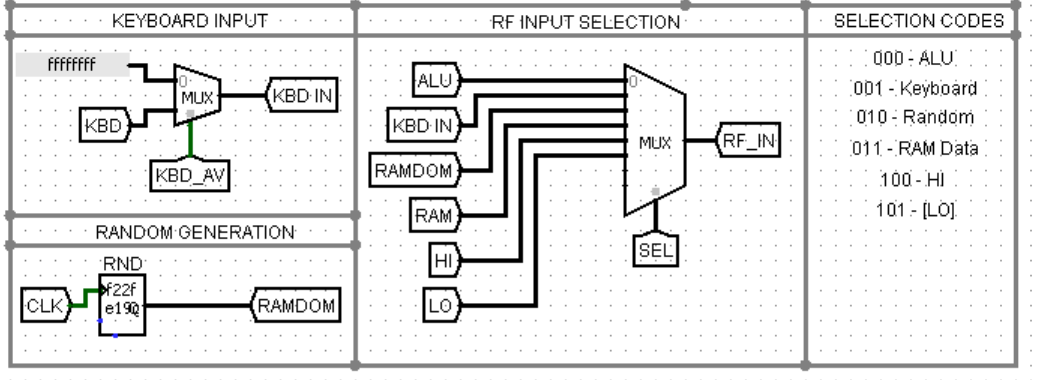 KEYBOARD INPUT
ffffffff
0
MUX
KBD IN
KBD
KBD_AV
RANDOM GENERATION
RND
CLK
f22f
e19Q
RAMDOM
RF INPUT SELECTION
ALU
0
KBD IN
MUX
RF_IN
RAMDOM
RAM
SEL
HI
LO
SELECTION CODES
000 - ALU
001 - Keyboard
010 - Random
011 - RAM Data
100 - HI
101 - [LO]